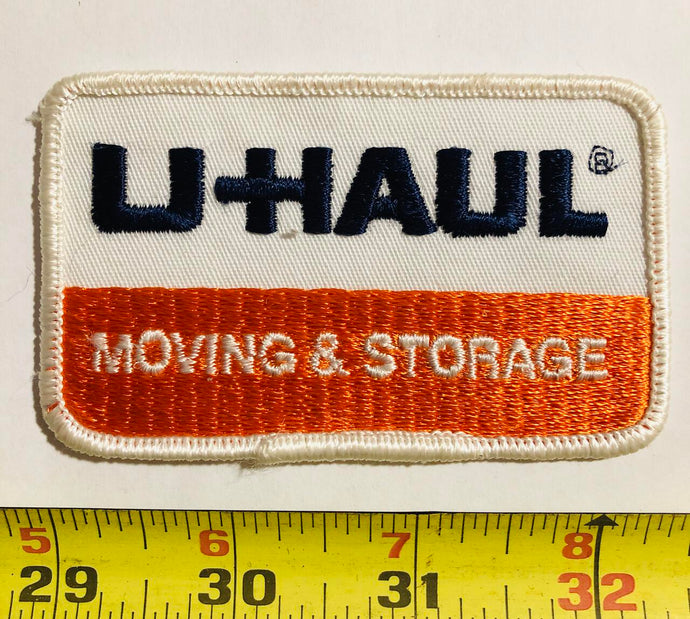 U-HAUL®
MOVING & STORAGE
5 6 7 8
29 30 31 32